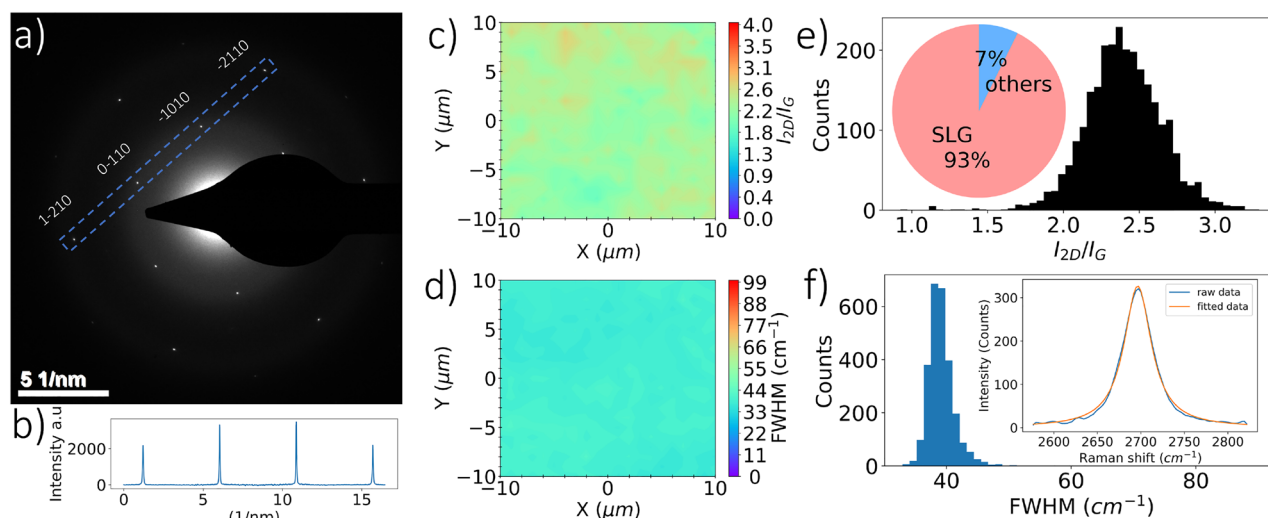 a)
-2110
-1010
0-110
1-210
5 1/nm
b)
Intensity a.u
2000
0
0 5 10 15
(1/nm)
c)
10
5
0
−5
−10
Y (μm)
−10 −5 0 5 10
X (μm)
4.0
3.6
3.1
2.7
2.2
1.8
1.3
0.9
0.4
0.0
I2D/IG
d)
10
5
0
−5
−10
Y (μm)
−10 −5 0 5 10
X (μm)
99
88
77
66
55
44
33
22
11
0
FWHM (cm−1)
e)
200
100
0
Counts
7%
others
SLG
93%
1.0 1.5 2.0 2.5 3.0
I2D/IG
f)
600
400
200
0
Counts
40 60 80
FWHM (cm−1)
raw data
fitted data
300
200
100
0
Intensity (Counts)
2600 2650 2700 2750 2800
Raman shift (cm−1)